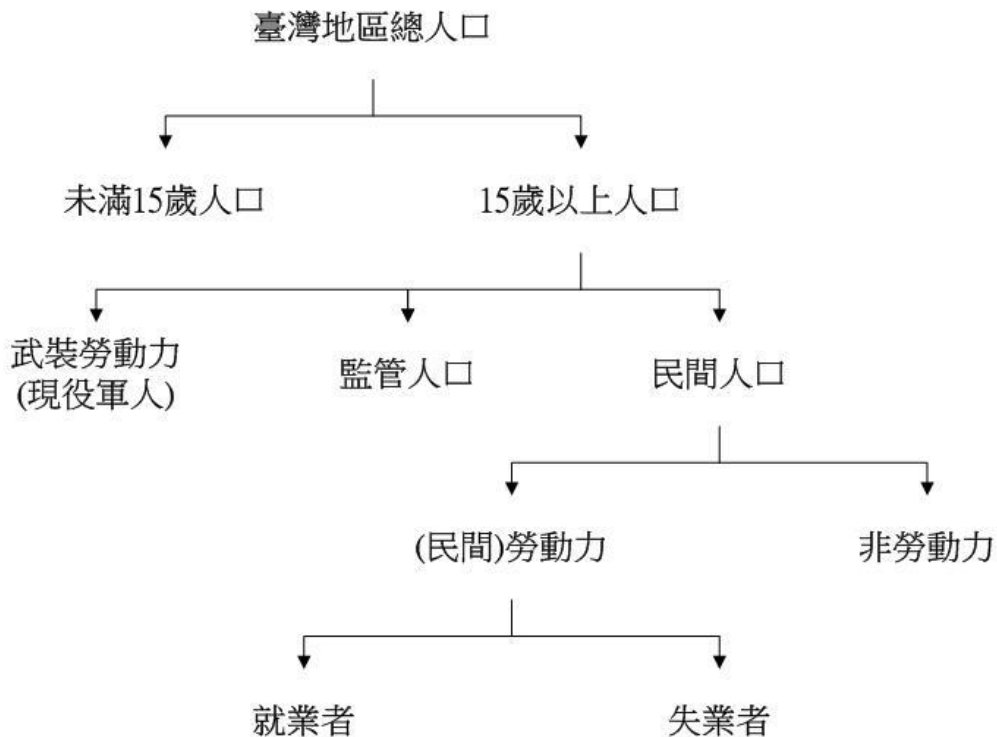 臺灣地區總人口
未滿15歲人口
15歲以上人口
武裝勞動力
(現役軍人)
監管人口
民間人口
(民間)勞動力
非勞動力
就業者
失業者